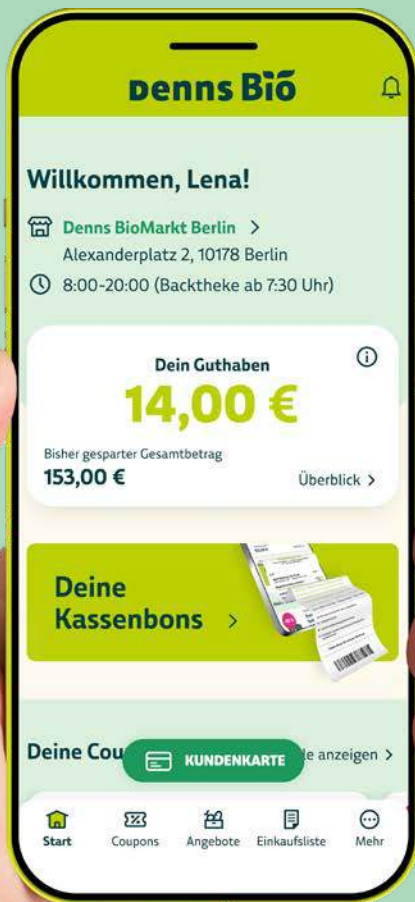 Denns Bio
Willkommen, Lena!
Denns BioMarkt Berlin >
Alexanderplatz 2, 10178 Berlin
8:00-20:00 (Backtheke ab 7:30 Uhr)
Dein Guthaben
14,00 €
Bisher gesparter Gesamtbetrag
153,00 €
Überblick >
Deine
Kassenbons >
Deine Cou
le anzeigen >
KUNDENKARTE
Start
Coupons
Angebote
Einkaufsliste
Mehr